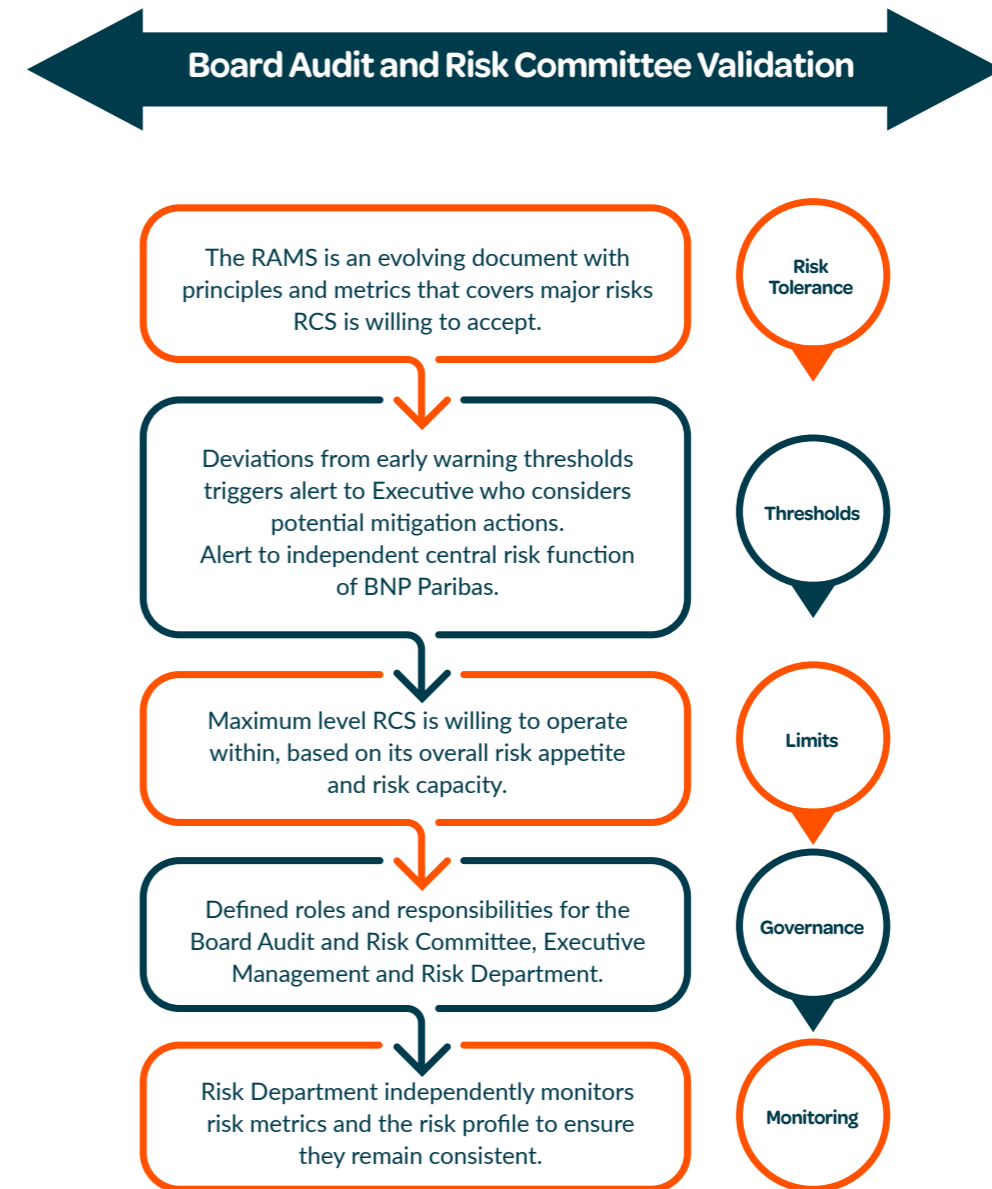 Board Audit and Risk Committee Validation
The RAMS is an evolving document with
principles and metrics that covers major risks
RCS is willing to accept.
Risk
Tolerance
Deviations from early warning thresholds
triggers alert to Executive who considers
potential mitigation actions.
Alert to independent central risk function
of BNP Paribas.
Thresholds
Maximum level RCS is willing to operate
within, based on its overall risk appetite
and risk capacity.
Limits
Defined roles and responsibilities for the
Board Audit and Risk Committee, Executive
Management and Risk Department.
Governance
Risk Department independently monitors
risk metrics and the risk profile to ensure
they remain consistent.
Monitoring